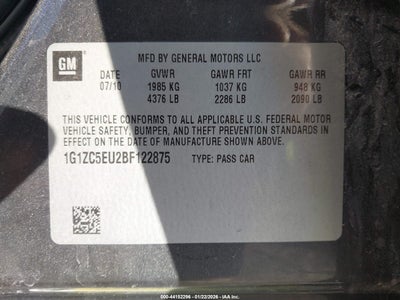 GM
MFD BY GENERAL MOTORS LLC
DATE GVWR GAWR FRT GAWR RR
07/10 1985 KG 1037 KG 948 KG
4376 LB 2286 LB 2090 LB
THIS VEHICLE CONFORMS TO ALL APPLICABLE U.S. FEDERAL MOTOR
VEHICLE SAFETY, BUMPER, AND THEFT PREVENTION STANDARDS IN
EFFECT ON THE DATE OF MANUFACTURE SHOWN ABOVE.
1G1ZC5EU2BF122875 TYPE: PASS CAR
000-44152296 - 01/22/2026 - IAA Inc.